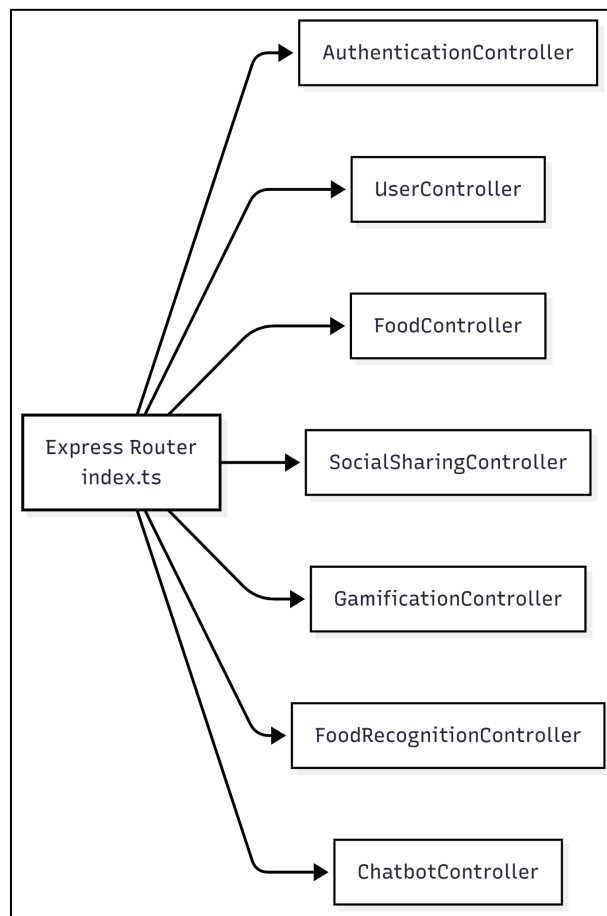 AuthenticationController
UserController
FoodController
Express Router
index.ts
SocialSharingController
GamificationController
FoodRecognitionController
ChatbotController